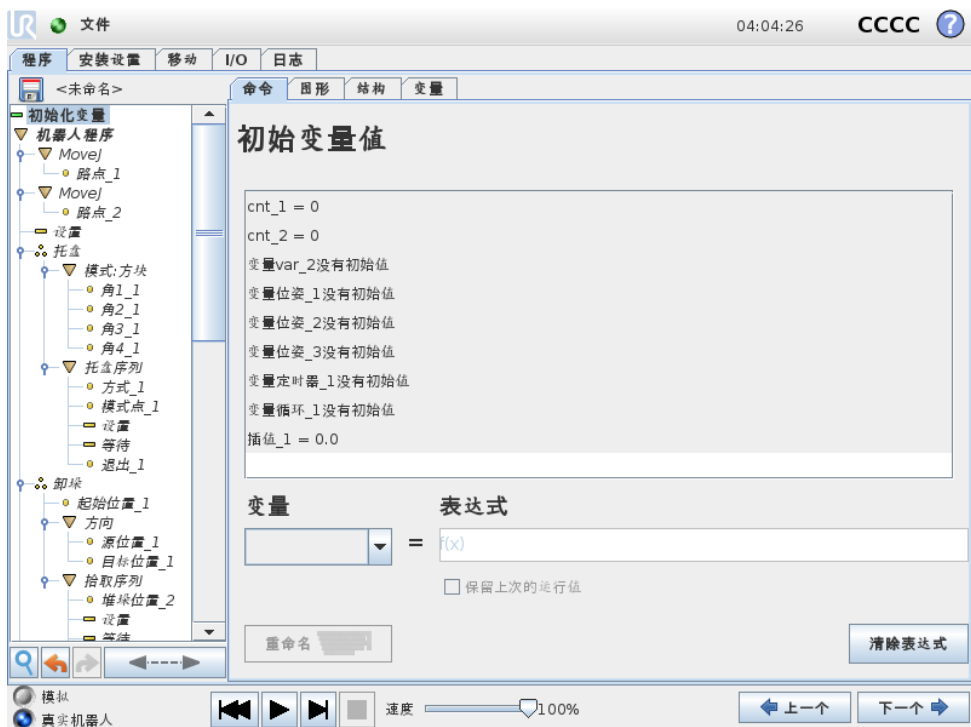 UR 文件 04:04:26 CCCC ?
程序 安装设置 移动 I/O 日志
<未命名>
命令 图形 结构 变量
初始化变量
机器人程序
MoveJ
路点_1
MoveJ
路点_2
设置
托盘
模式:方块
角1_1
角2_1
角3_1
角4_1
托盘序列
方式_1
模式点_1
设置
等待
退出_1
卸垛
起始位置_1
方向
源位置_1
目标位置_1
拾取序列
堆垛位置_2
设置
等待
初始变量值
cnt_1 = 0
cnt_2 = 0
变量var_2没有初始值
变量位姿_1没有初始值
变量位姿_2没有初始值
变量位姿_3没有初始值
变量定时器_1没有初始值
变量循环_1没有初始值
插值_1 = 0.0
变量 表达式
= f(x)
保留上次的运行值
重命名
清除表达式
模拟
真实机器人
速度 100%
上一个 下一个